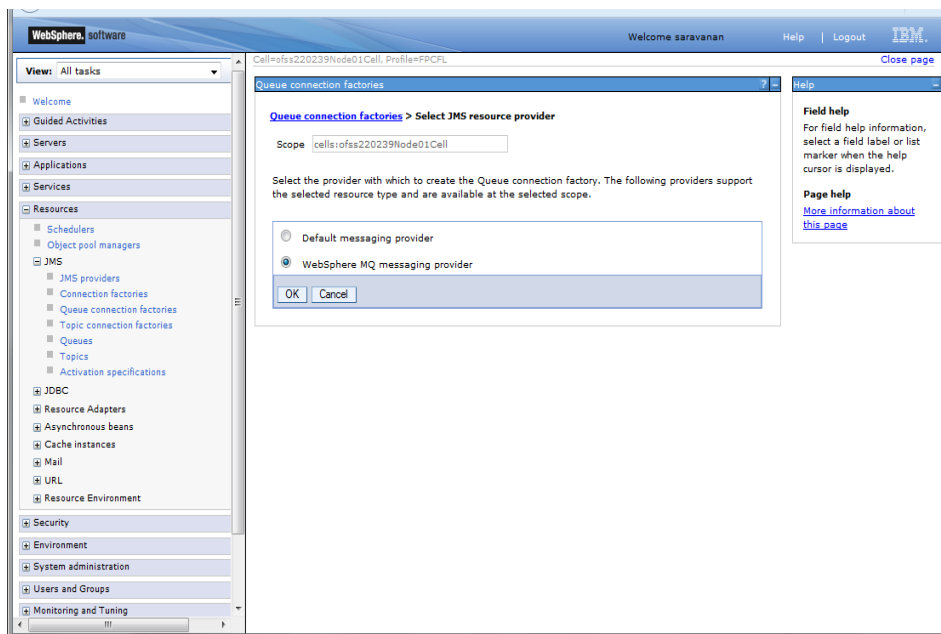 WebSphere. software
Welcome saravanan
Help | Logout
IBM.
View: All tasks
Welcome
Guided Activities
Servers
Applications
Services
Resources
Schedulers
Object pool managers
JMS
JMS providers
Connection factories
Queue connection factories
Topic connection factories
Queues
Topics
Activation specifications
JDBC
Resource Adapters
Asynchronous beans
Cache instances
Mail
URL
Resource Environment
Security
Environment
System administration
Users and Groups
Monitoring and Tuning
Cell=ofss220239Node01Cell, Profile=FPCFL
Close page
Queue connection factories
? -
Queue connection factories > Select JMS resource provider
Scope cells:ofss220239Node01Cell
Select the provider with which to create the Queue connection factory. The following providers support
the selected resource type and are available at the selected scope.
Default messaging provider
WebSphere MQ messaging provider
OK Cancel
Help
Field help
For field help information,
select a field label or list
marker when the help
cursor is displayed.
Page help
More information about
this page